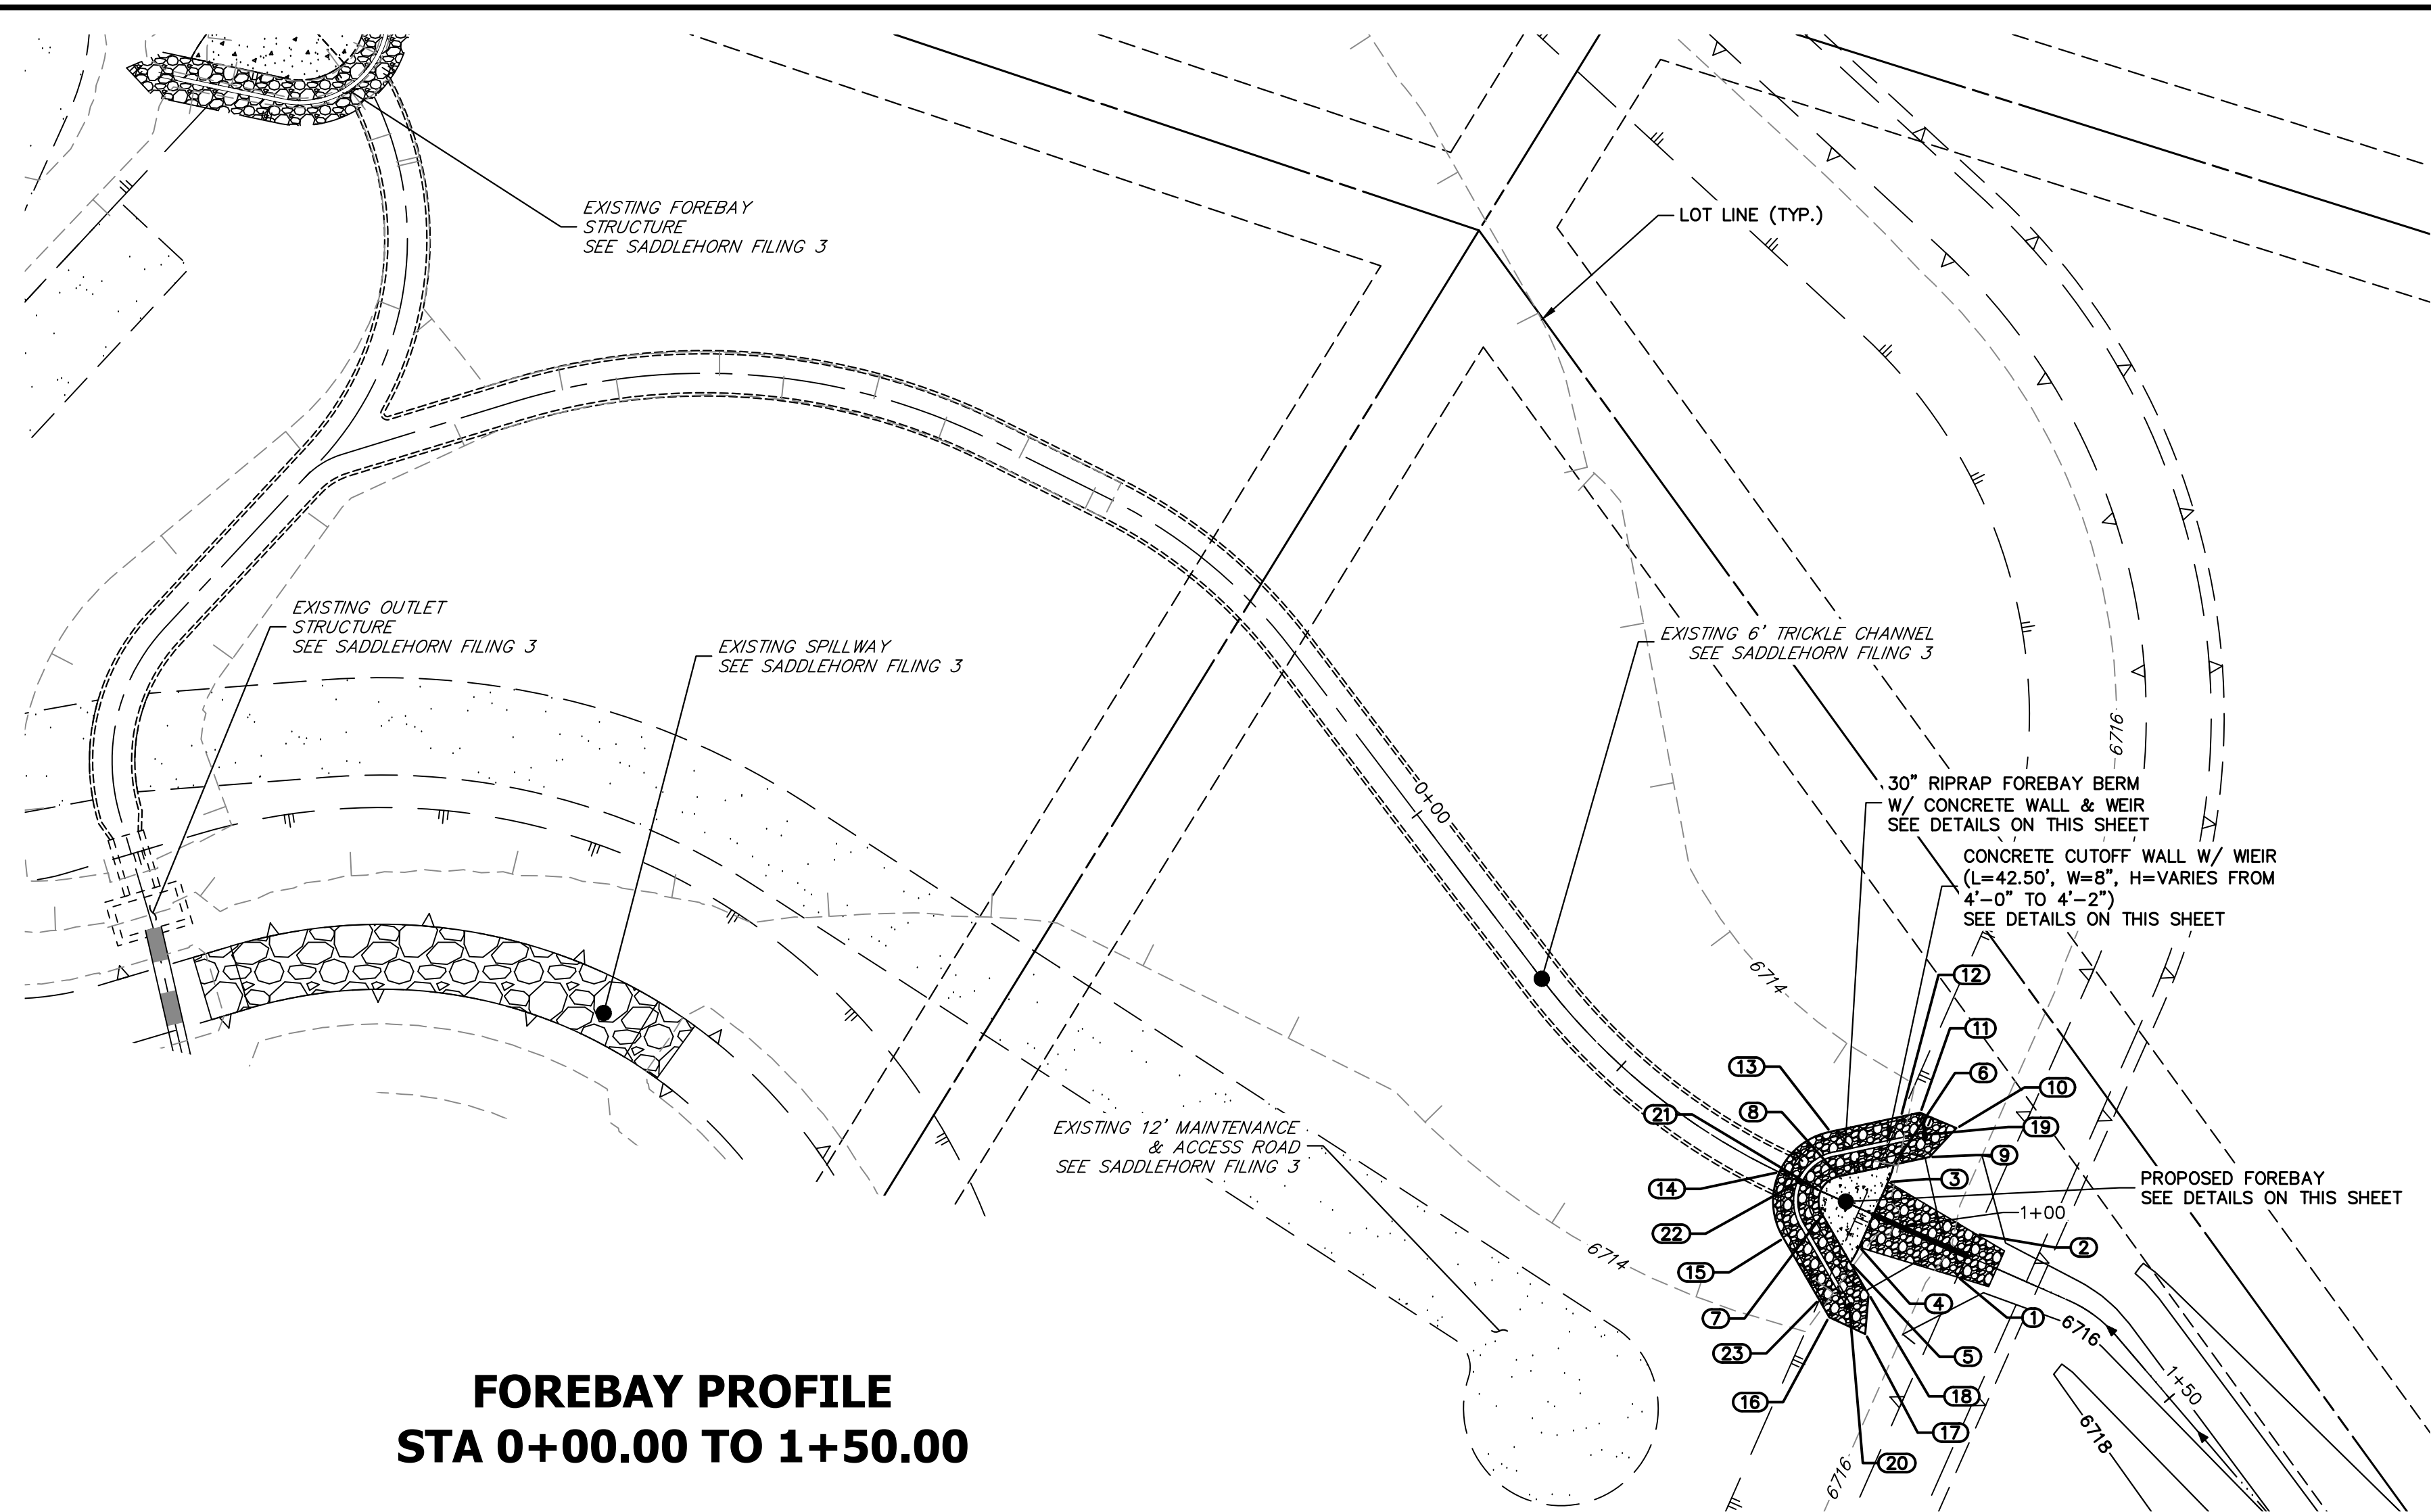 EXISTING FOREBAY
STRUCTURE
SEE SADDLEHORN FILING 3
LOT LINE (TYP.)
EXISTING OUTLET
STRUCTURE
SEE SADDLEHORN FILING 3
EXISTING SPILLWAY
SEE SADDLEHORN FILING 3
EXISTING 6' TRICKLE CHANNEL
SEE SADDLEHORN FILING 3
6716
0+00
30" RIPRAP FOREBAY BERM
W/ CONCRETE WALL & WEIR
SEE DETAILS ON THIS SHEET
CONCRETE CUTOFF WALL W/ WIEIR
(L=42.50', W=8", H=VARIES FROM
4'-0" TO 4'-2")
SEE DETAILS ON THIS SHEET
6714
12
11
13
6
10
8
21
19
EXISTING 12' MAINTENANCE
& ACCESS ROAD
SEE SADDLEHORN FILING 3
9
3
14
PROPOSED FOREBAY
SEE DETAILS ON THIS SHEET
1+00
22
2
6714
15
4
7
1
6716
23
5
1+50
16
18
17
6718
20
6716
FOREBAY PROFILE
STA 0+00.00 TO 1+50.00